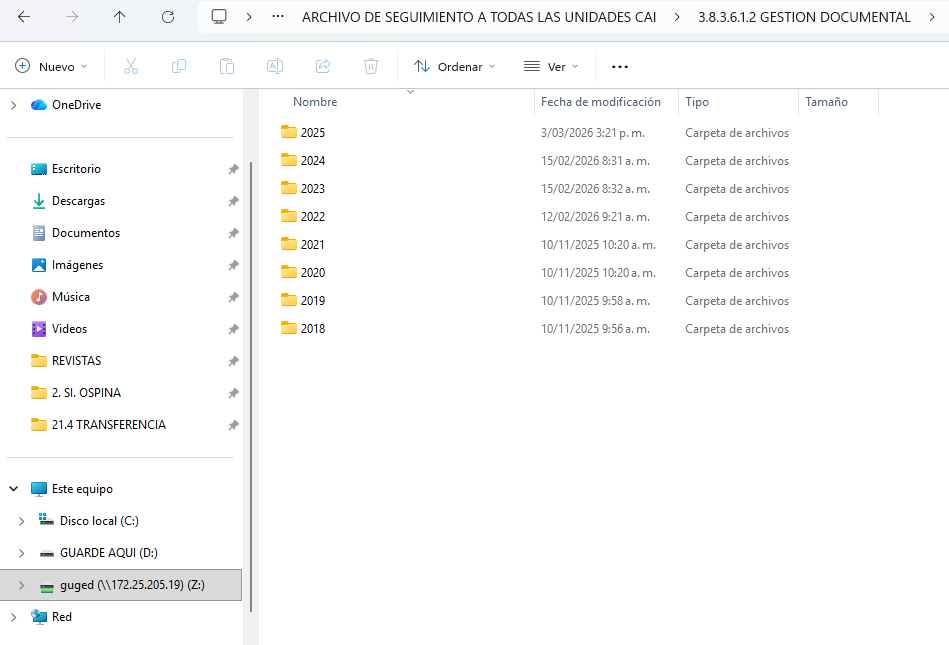 ARCHIVO DE SEGUIMIENTO A TODAS LAS UNIDADES CAI > 3.8.3.6.1.2 GESTION DOCUMENTAL >
Nuevo
Ordenar
Ver
OneDrive
Escritorio
Descargas
Documentos
Imágenes
Música
Videos
REVISTAS
2. SI. OSPINA
21.4 TRANSFERENCIA
Este equipo
Disco local (C:)
GUARDE AQUI (D:)
guged (\\172.25.205.19) (Z:)
Red
Nombre Fecha de modificación Tipo Tamaño
2025 3/03/2026 3:21 p. m. Carpeta de archivos
2024 15/02/2026 8:31 a. m. Carpeta de archivos
2023 15/02/2026 8:32 a. m. Carpeta de archivos
2022 12/02/2026 9:21 a. m. Carpeta de archivos
2021 10/11/2025 10:20 a. m. Carpeta de archivos
2020 10/11/2025 10:20 a. m. Carpeta de archivos
2019 10/11/2025 9:58 a. m. Carpeta de archivos
2018 10/11/2025 9:56 a. m. Carpeta de archivos